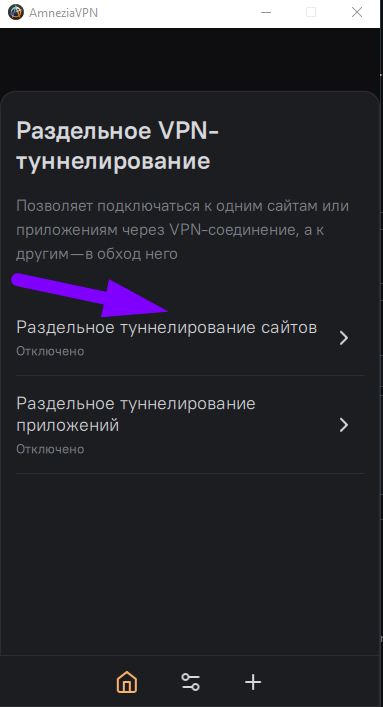 AmneziaVPN
Раздельное VPN-
туннелирование
Позволяет подключаться к одним сайтам или
приложениям через VPN-соединение, а к
другим — в обход него
Раздельное туннелирование сайтов
Отключено
Раздельное туннелирование
приложений
Отключено